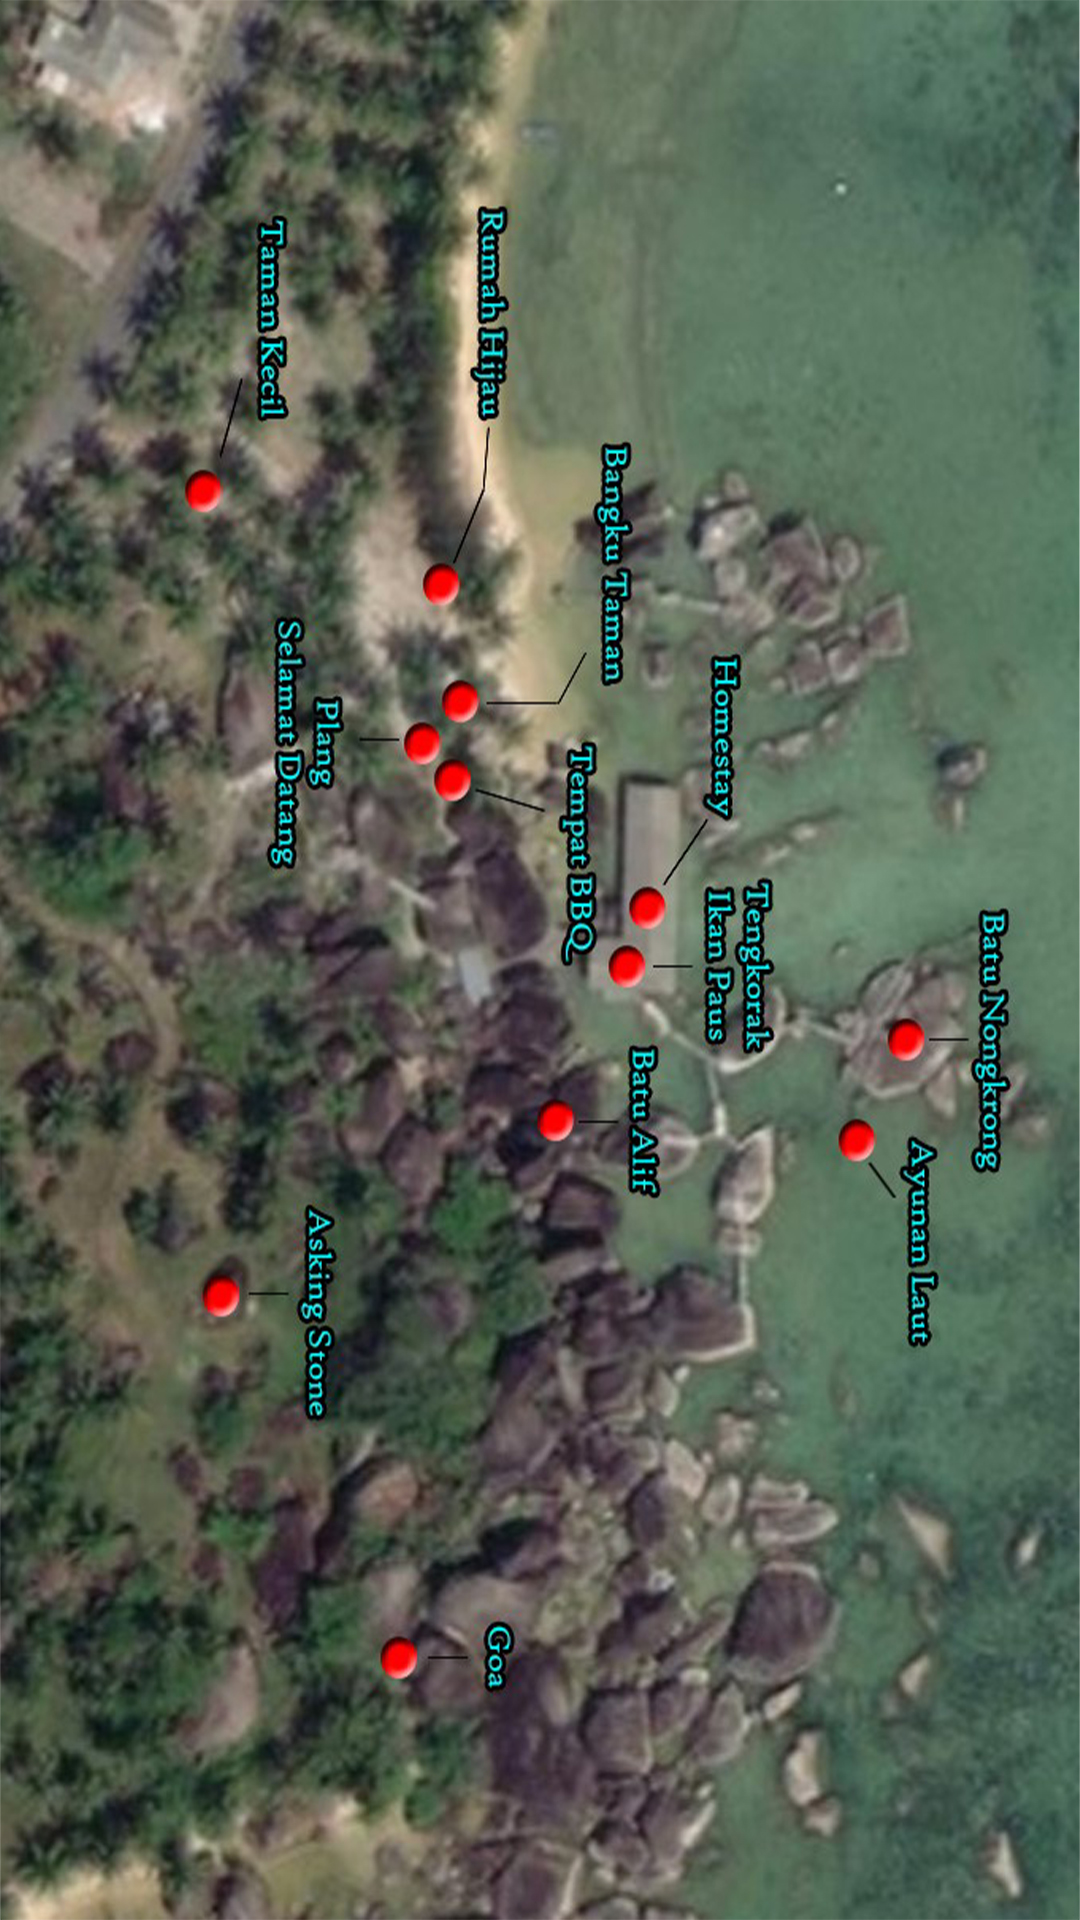 Batu Nongkrong
Ayunan Laut
Homestay
Tengkorak
Ikan Paus
Bangku Taman
Batu Alif
Tempat BBQ
Rumah Hijau
Goa
Plang
Selamat Datang
Asking Stone
Taman Kecil